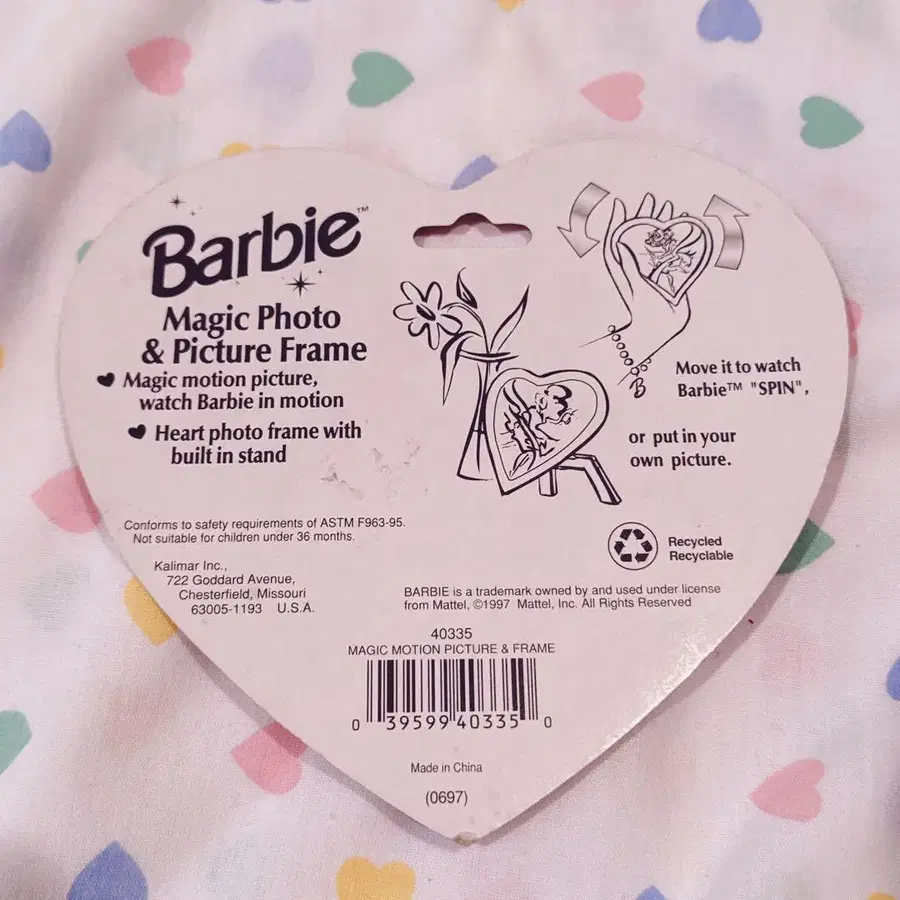 Barbie™
Magic Photo
& Picture Frame
Magic motion picture,
watch Barbie in motion
Heart photo frame with
built in stand
Move it to watch
Barbie™ "SPIN",
or put in your
own picture.
B
Conforms to safety requirements of ASTM F963-95.
Not suitable for children under 36 months.
Kalimar Inc.,
722 Goddard Avenue,
Chesterfield, Missouri
63005-1193 U.S.A.
Recycled
Recyclable
BARBIE is a trademark owned by and used under license
from Mattel, ©1997 Mattel, Inc. All Rights Reserved
40335
MAGIC MOTION PICTURE & FRAME
0 39599 40335 0
Made in China
(0697)